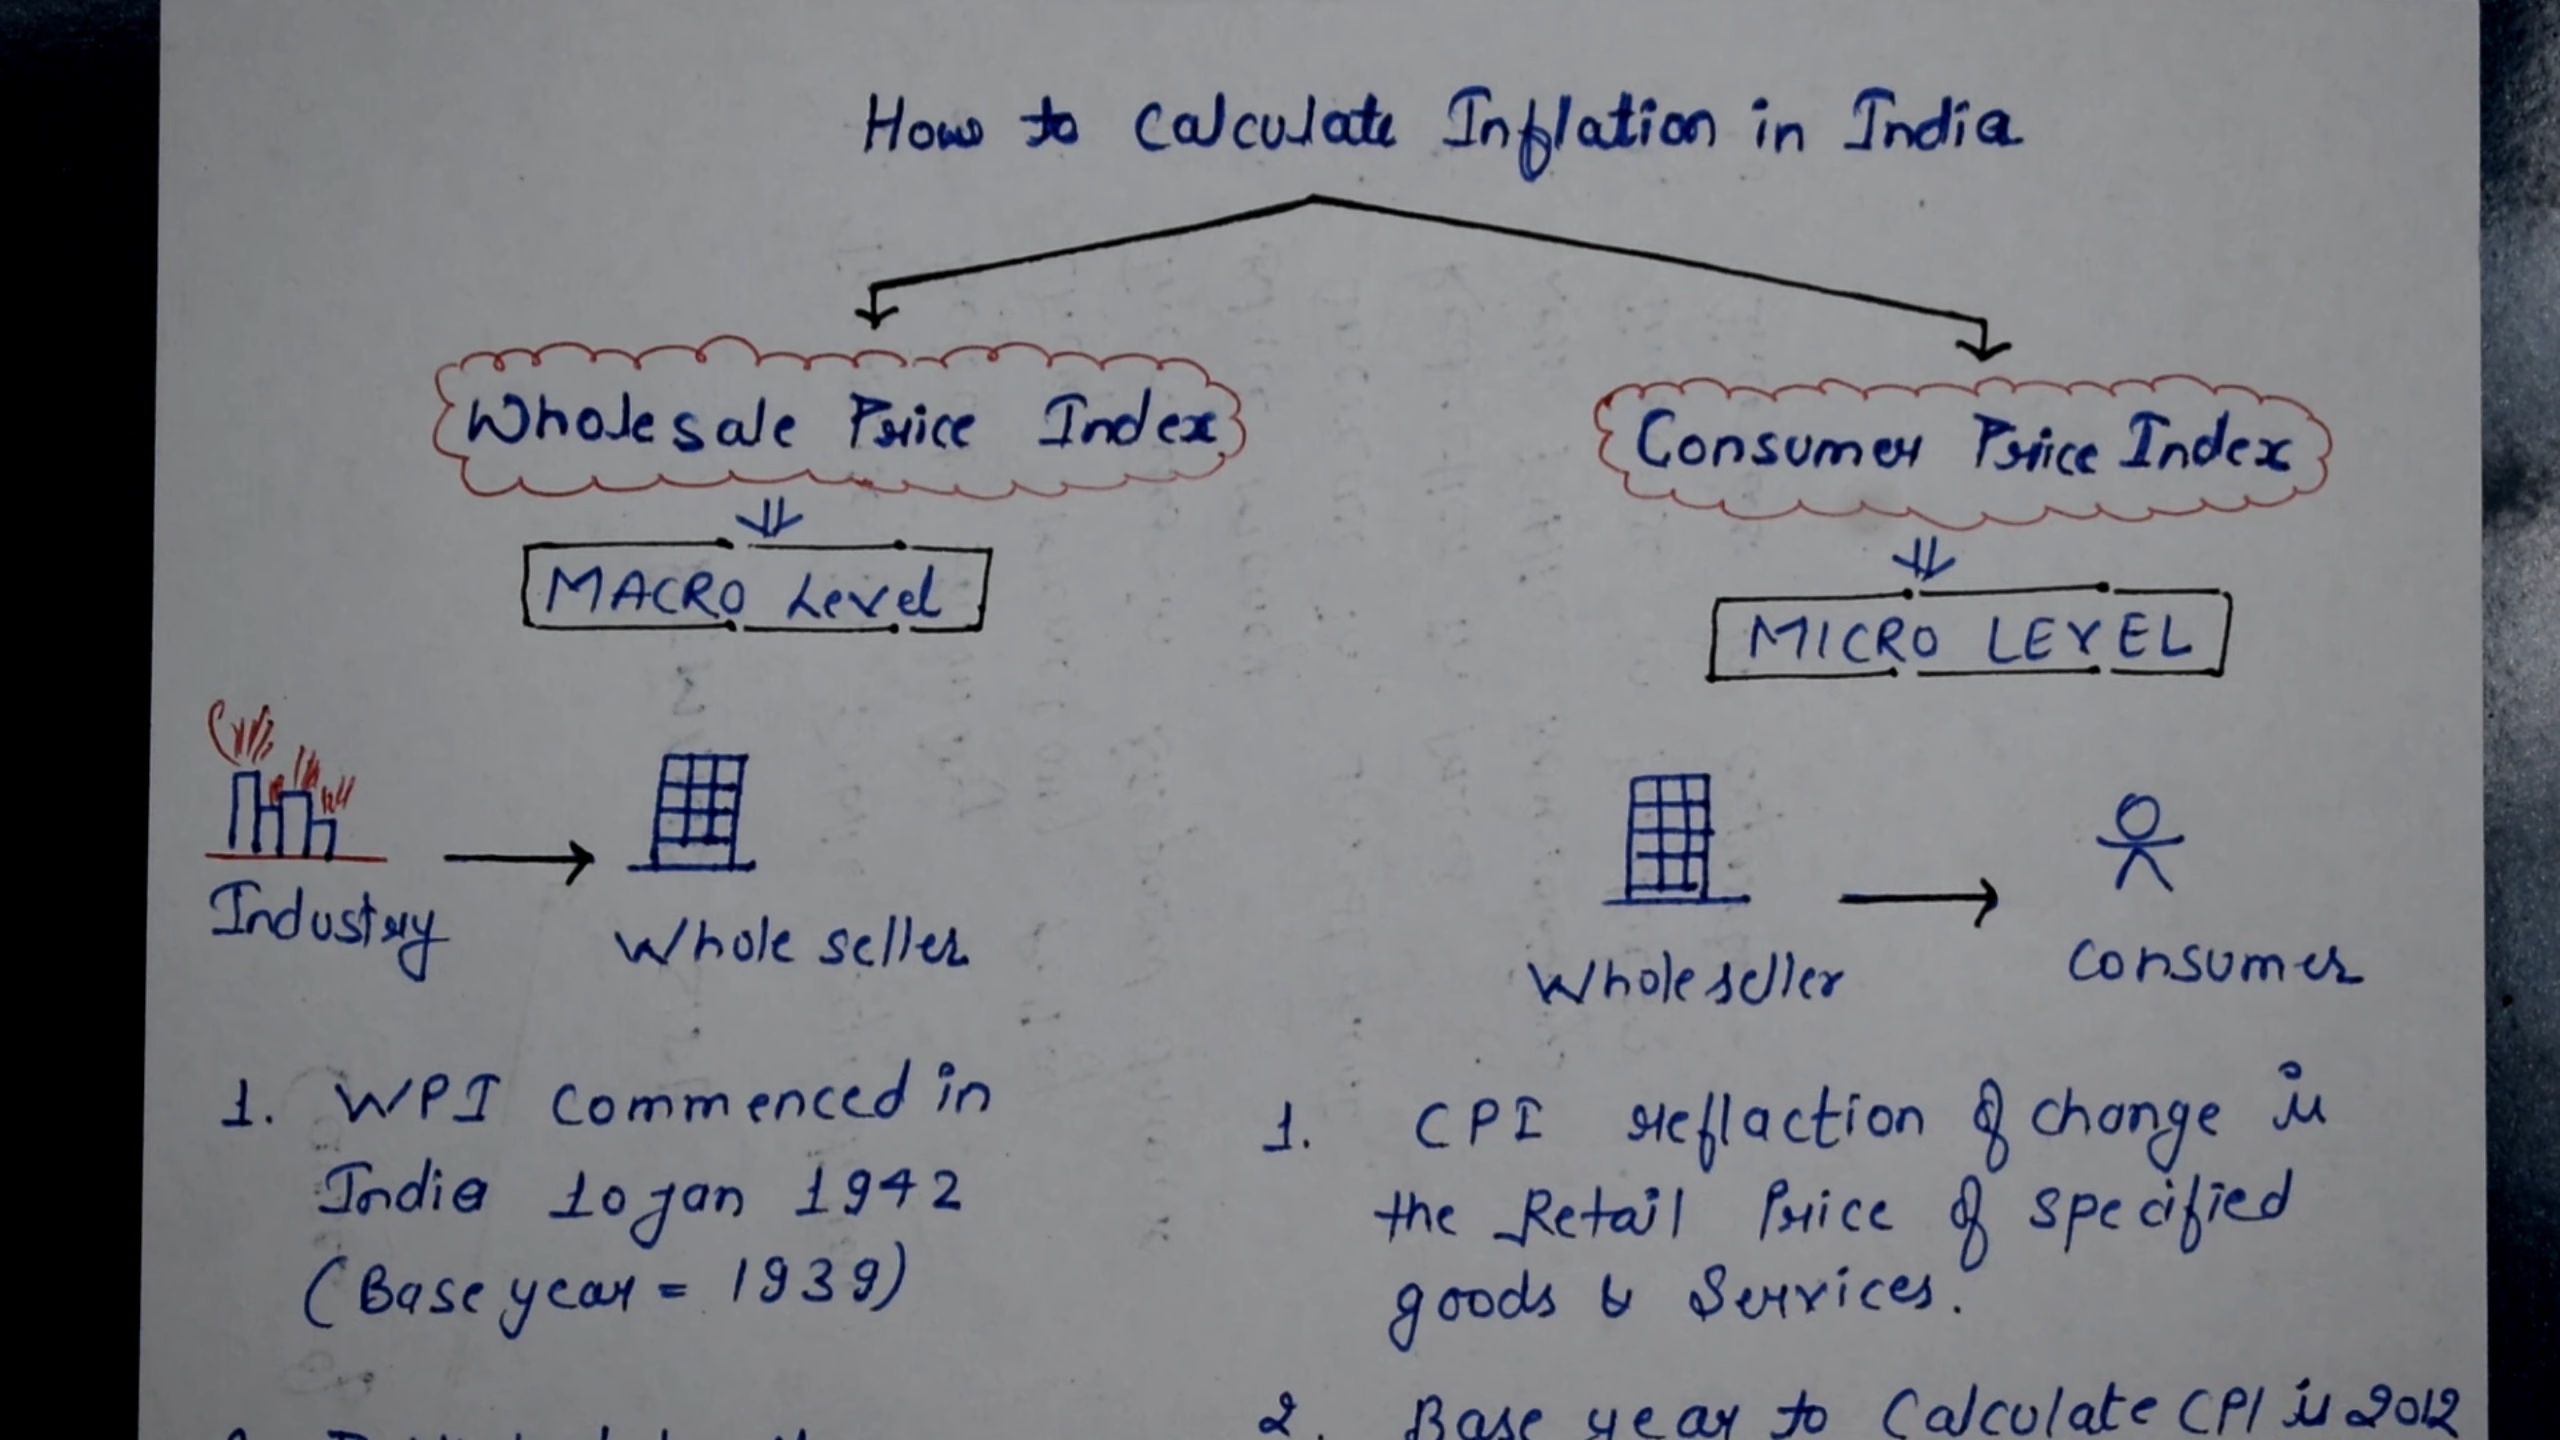 How to Calculate Inflation in India
Wholesale Price Index
MACRO Level
Industry
Whole seller
1. WPI Commenced in
India 10 jan 1942
(Base year = 1939)
Consumer Price Index
MICRO LEVEL
Wholeseller
Consumer
1. CPI reflaction of change in
the Retail Price of specified
goods & Services.
2. Base year to Calculate CPI is 2012